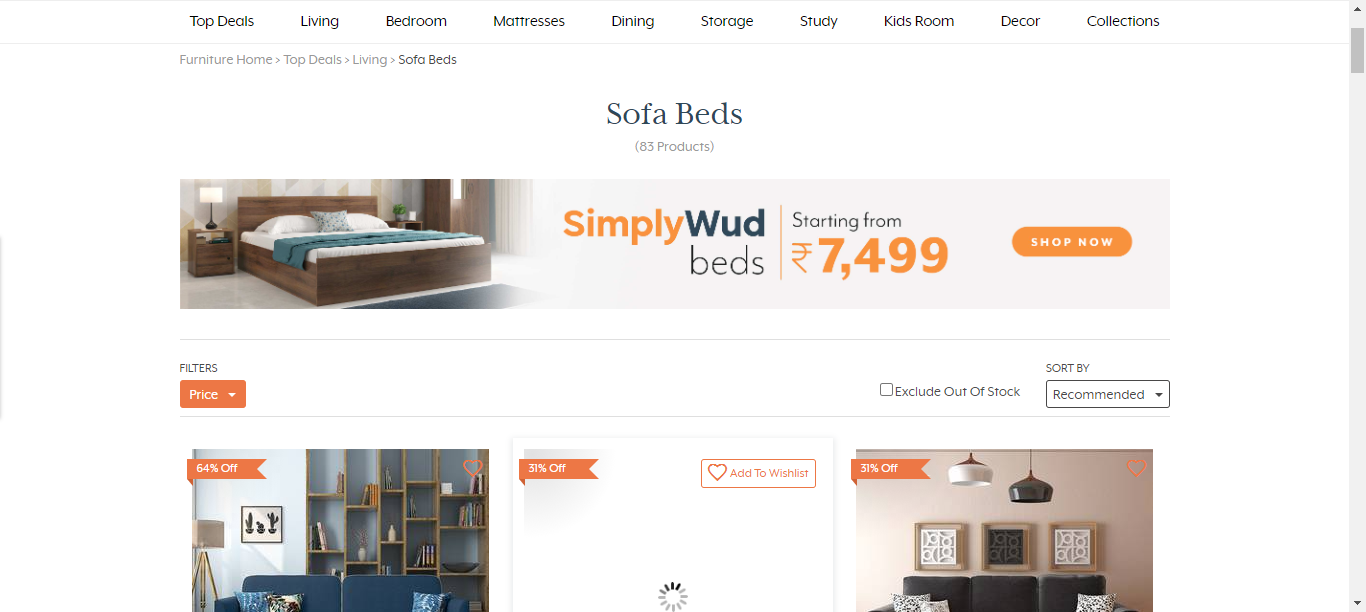 Top Deals Living Bedroom Mattresses Dining Storage Study Kids Room Decor Collections
Furniture Home > Top Deals > Living > Sofa Beds
Sofa Beds
(83 Products)
SimplyWud
beds
Starting from
₹7,499
SHOP NOW
FILTERS
Price
Exclude Out Of Stock
SORT BY
Recommended
64% Off
31% Off
Add To Wishlist
31% Off